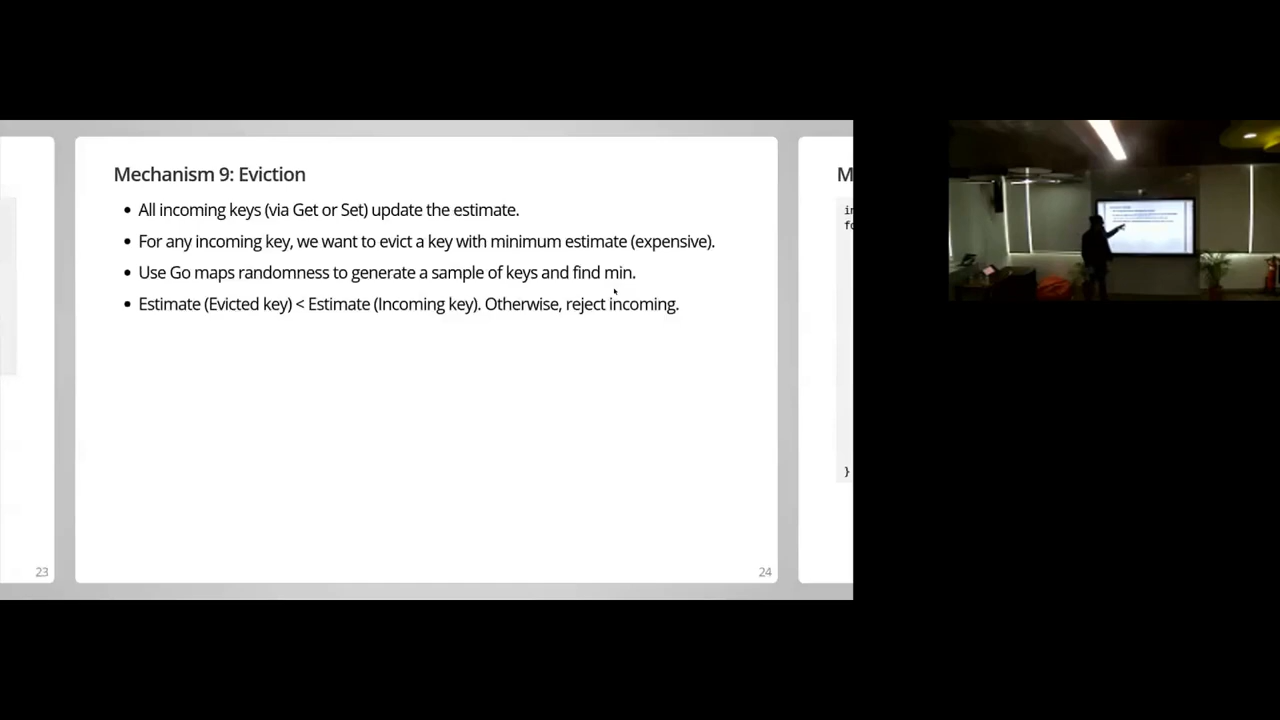 Mechanism 9: Eviction
All incoming keys (via Get or Set) update the estimate.
For any incoming key, we want to evict a key with minimum estimate (expensive).
Use Go maps randomness to generate a sample of keys and find min.
Estimate (Evicted key) < Estimate (Incoming key). Otherwise, reject incoming.
23
24
M
}